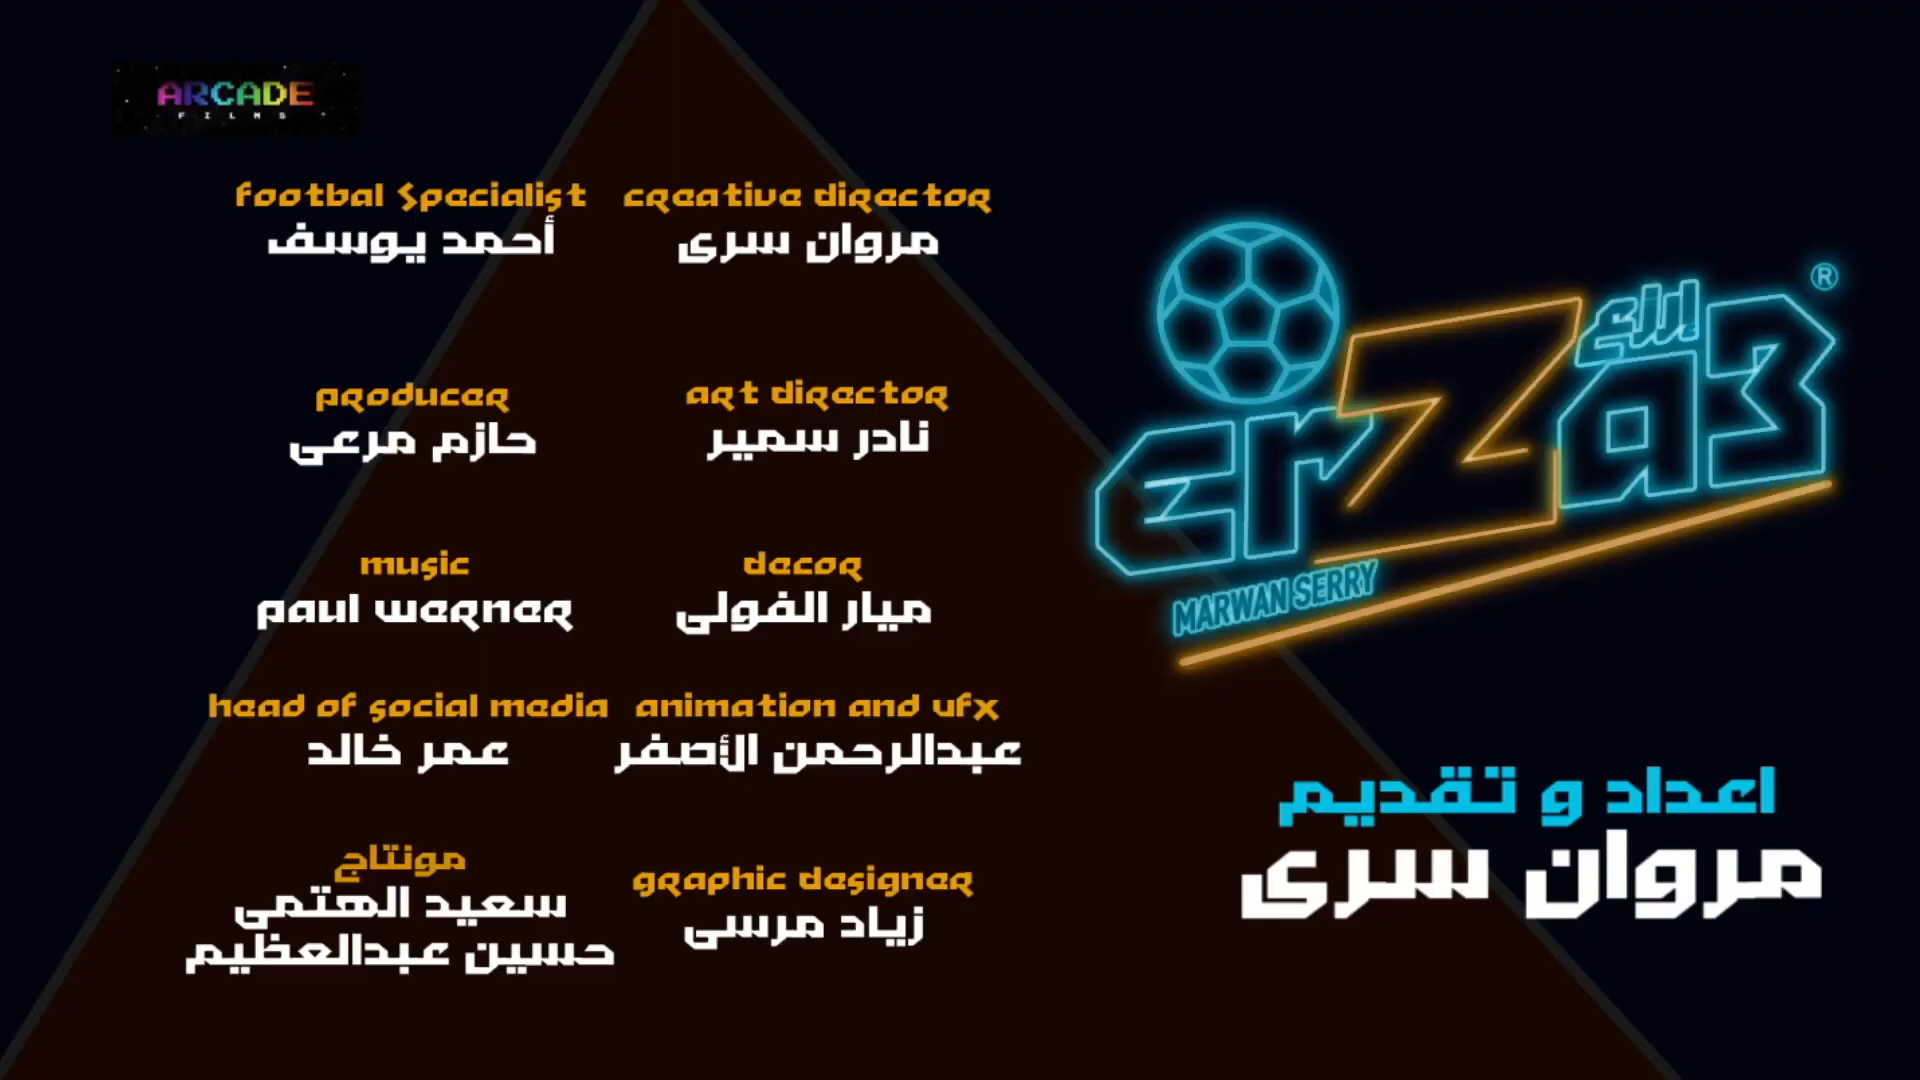 ARCADE
FILMS
footbal Specialist
أحمد يوسف
creative director
مروان سرى
producer
حازم مرعى
art director
نادر سمير
music
paul werner
decor
ميار الفولى
head of social media
عمر خالد
animation and vfx
عبدالرحمن الأصفر
مونتاج
سعيد الهتمى
حسين عبدالعظيم
graphic designer
زياد مرسى
erZa3
®
MARWAN SERRY
اعداد و تقديم
مروان سرى